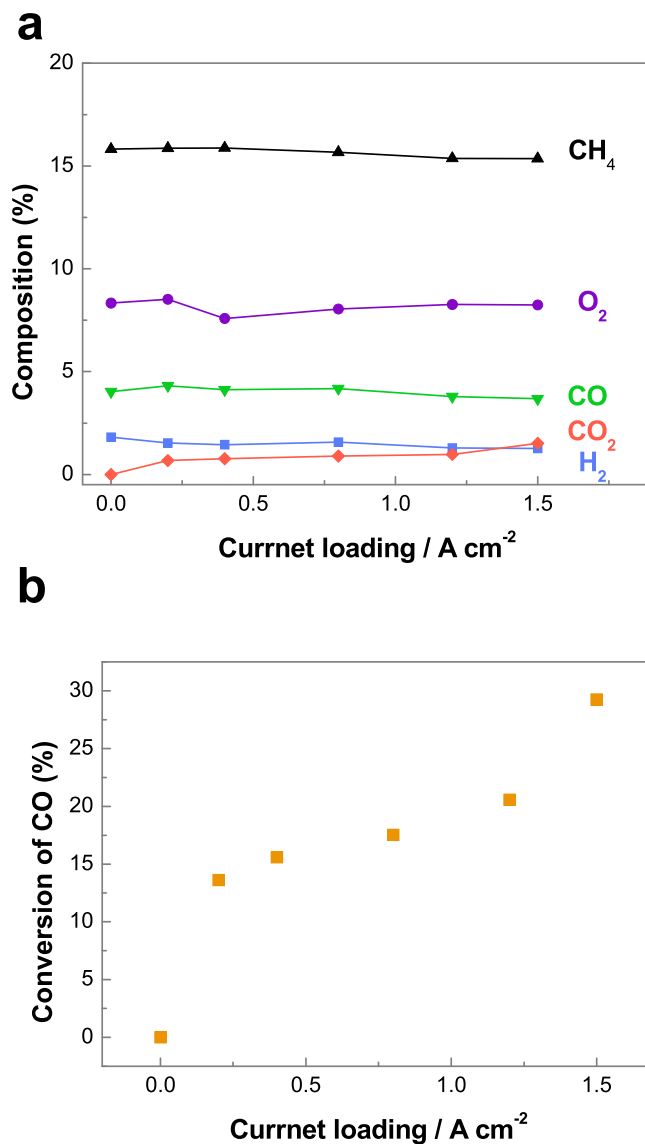 a
Composition (%)
20
15
10
5
0
CH₄
O₂
CO
CO₂
H₂
0.0 0.5 1.0 1.5
Currnet loading / A cm⁻²
b
Conversion of CO (%)
30
25
20
15
10
5
0
0.0 0.5 1.0 1.5
Currnet loading / A cm⁻²